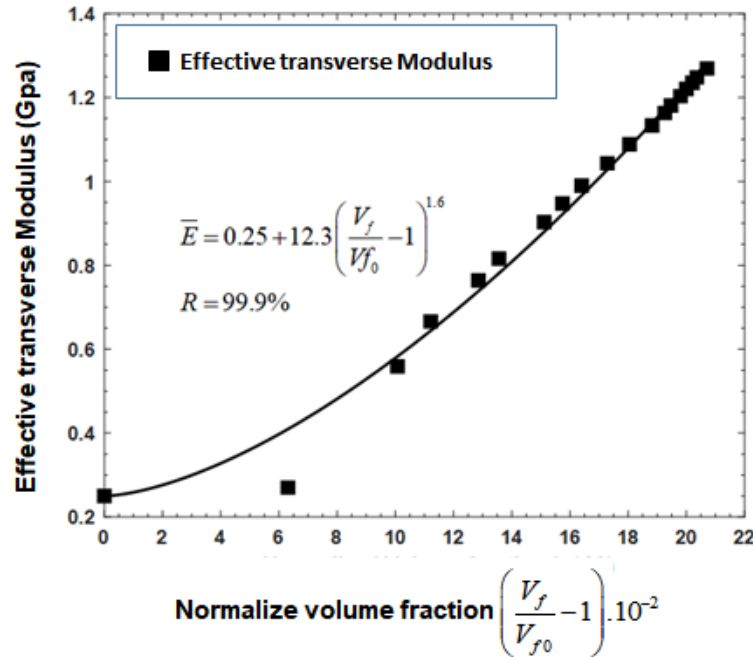 1.4
Effective transverse Modulus
1.2
1
0.8
0.6
0.4
0.2
Effective transverse Modulus (Gpa)
E̅ = 0.25 + 12.3 (V_f / Vf_0 − 1)^1.6
R = 99.9%
0 2 4 6 8 10 12 14 16 18 20 22
Normalize volume fraction (V_f / V_f0 − 1).10^−2